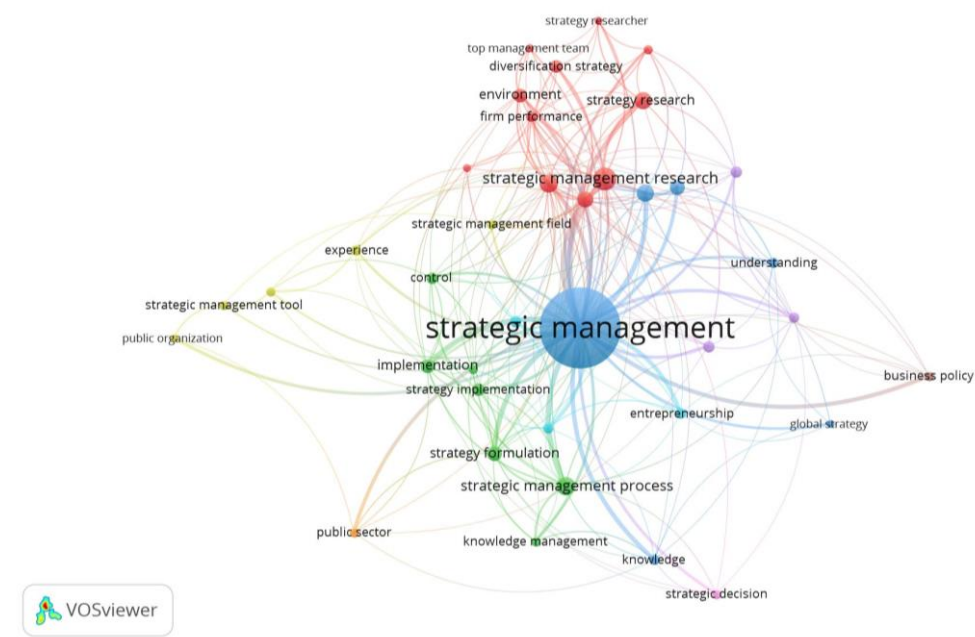 strategy researcher
top management team
diversification strategy
environment
strategy research
firm performance
strategic management research
strategic management field
experience
understanding
control
strategic management tool
strategic management
public organization
implementation
business policy
strategy implementation
entrepreneurship
global strategy
strategy formulation
strategic management process
public sector
knowledge management
knowledge
strategic decision
VOSviewer